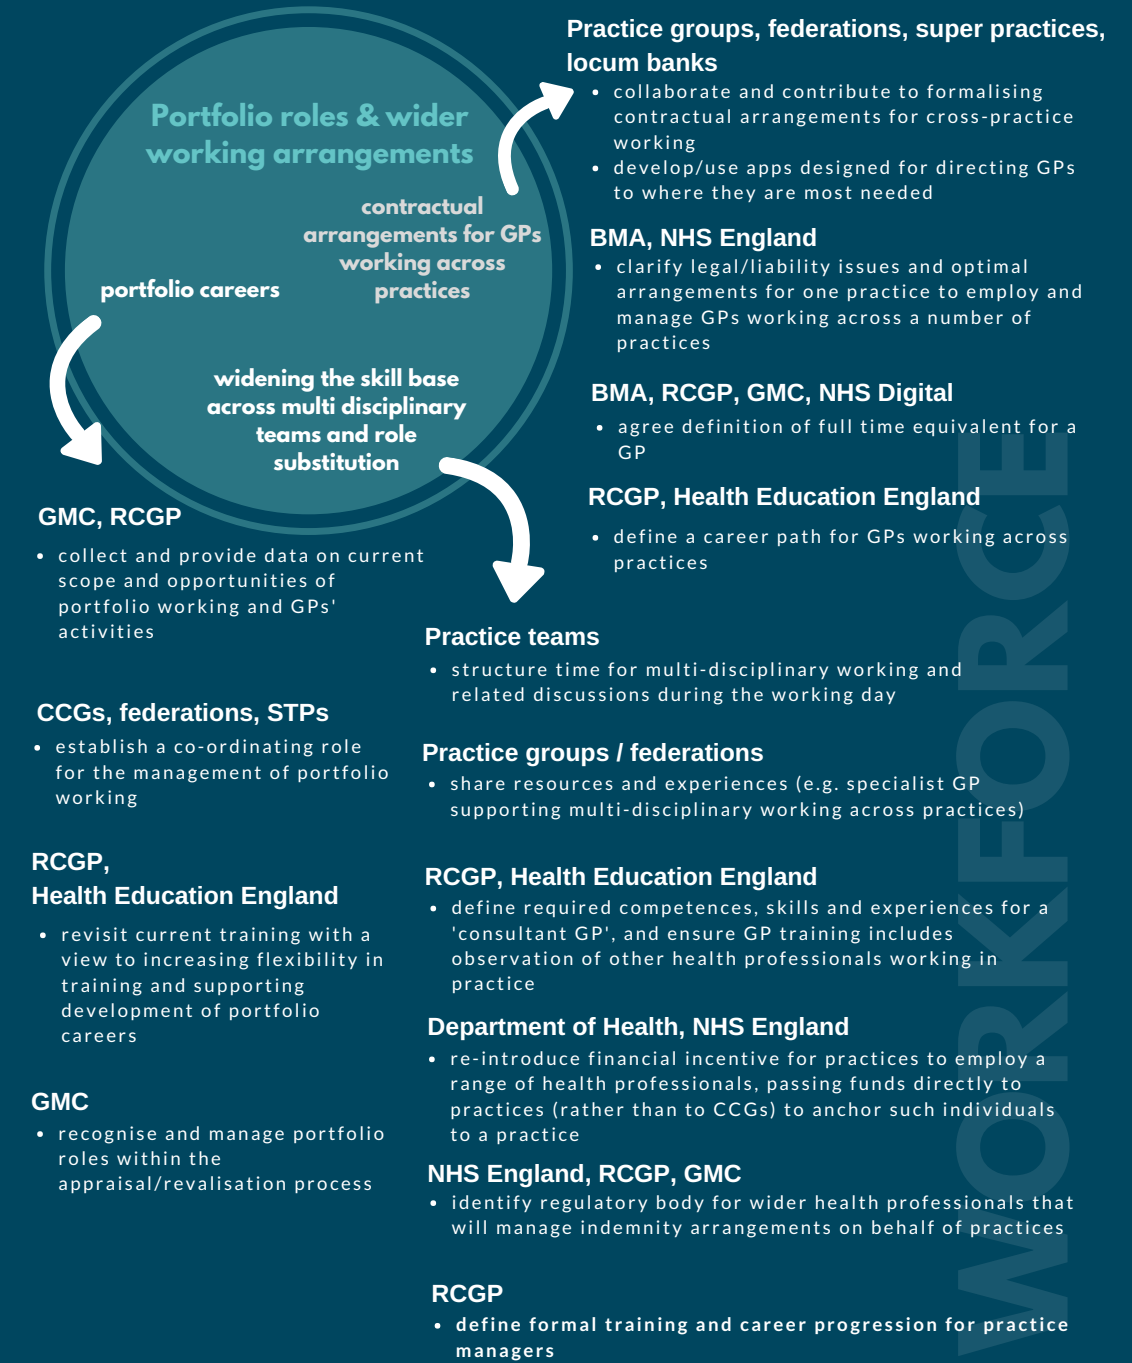 Portfolio roles & wider
working arrangements
contractual
arrangements for GPs
working across
practices
portfolio careers
widening the skill base
across multi disciplinary
teams and role
substitution
Practice groups, federations, super practices,
locum banks
• collaborate and contribute to formalising
contractual arrangements for cross-practice
working
• develop/use apps designed for directing GPs
to where they are most needed
BMA, NHS England
• clarify legal/liability issues and optimal
arrangements for one practice to employ and
manage GPs working across a number of
practices
BMA, RCGP, GMC, NHS Digital
• agree definition of full time equivalent for a
GP
RCGP, Health Education England
• define a career path for GPs working across
practices
GMC, RCGP
• collect and provide data on current
scope and opportunities of
portfolio working and GPs'
activities
CCGs, federations, STPs
• establish a co-ordinating role
for the management of portfolio
working
RCGP,
Health Education England
• revisit current training with a
view to increasing flexibility in
training and supporting
development of portfolio
careers
GMC
• recognise and manage portfolio
roles within the
appraisal/revalisation process
Practice teams
• structure time for multi-disciplinary working and
related discussions during the working day
Practice groups / federations
• share resources and experiences (e.g. specialist GP
supporting multi-disciplinary working across practices)
RCGP, Health Education England
• define required competences, skills and experiences for a
'consultant GP', and ensure GP training includes
observation of other health professionals working in
practice
Department of Health, NHS England
• re-introduce financial incentive for practices to employ a
range of health professionals, passing funds directly to
practices (rather than to CCGs) to anchor such individuals
to a practice
NHS England, RCGP, GMC
• identify regulatory body for wider health professionals that
will manage indemnity arrangements on behalf of practices
RCGP
• define formal training and career progression for practice
managers
WORKFORCE